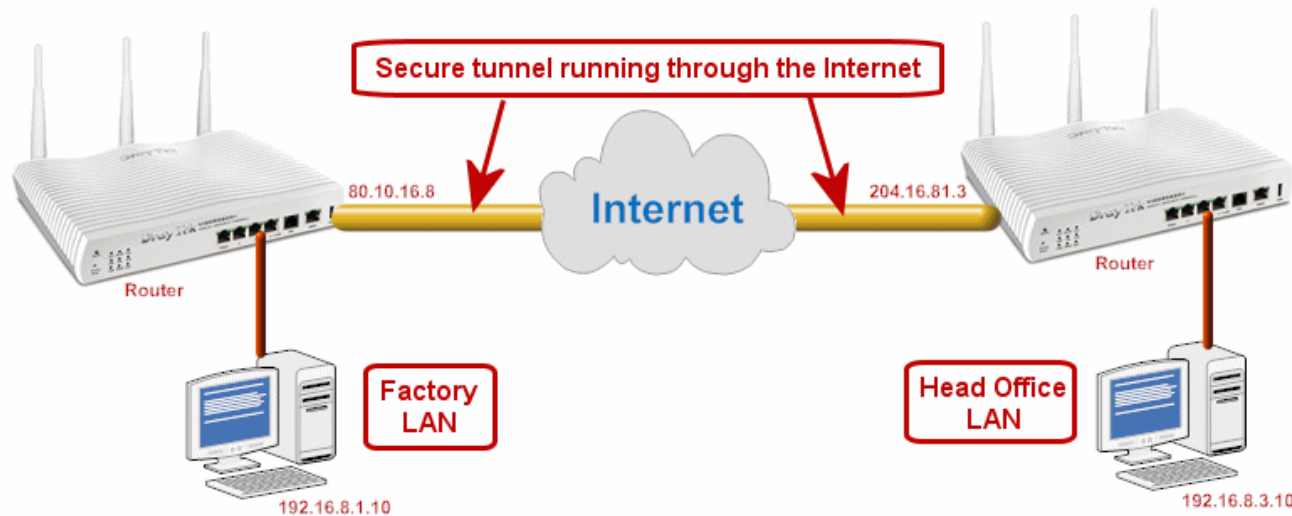 Secure tunnel running through the Internet
80.10.16.8
204.16.81.3
Internet
DrayTek
Router
Router
Factory
LAN
Head Office
LAN
192.16.8.1.10
192.16.8.3.10